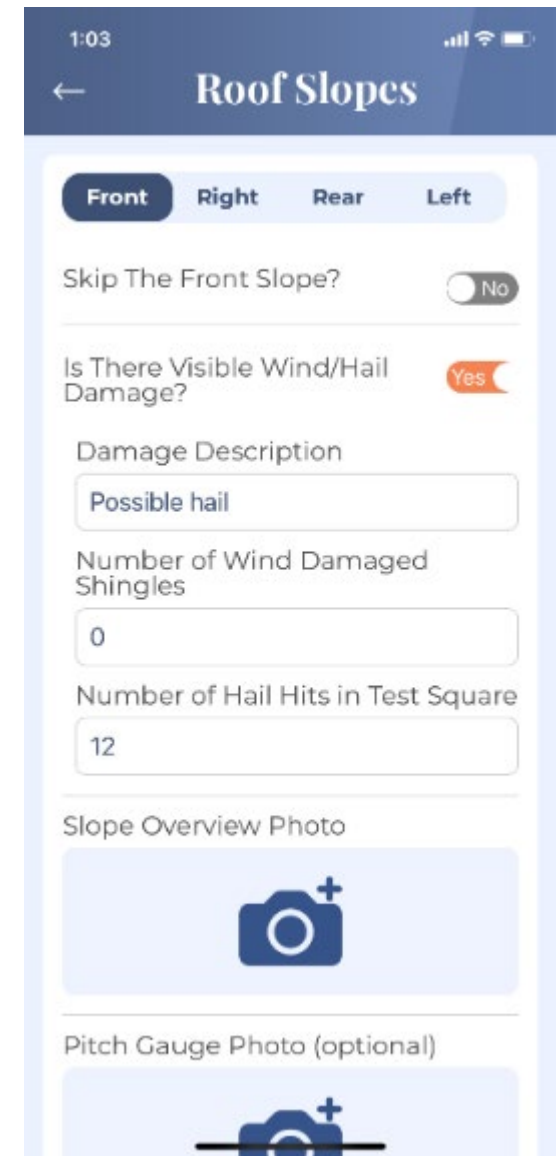 1:03
Roof Slopes
Front Right Rear Left
Skip The Front Slope?
No
Is There Visible Wind/Hail
Damage?
Yes
Damage Description
Possible hail
Number of Wind Damaged
Shingles
0
Number of Hail Hits in Test Square
12
Slope Overview Photo
Pitch Gauge Photo (optional)